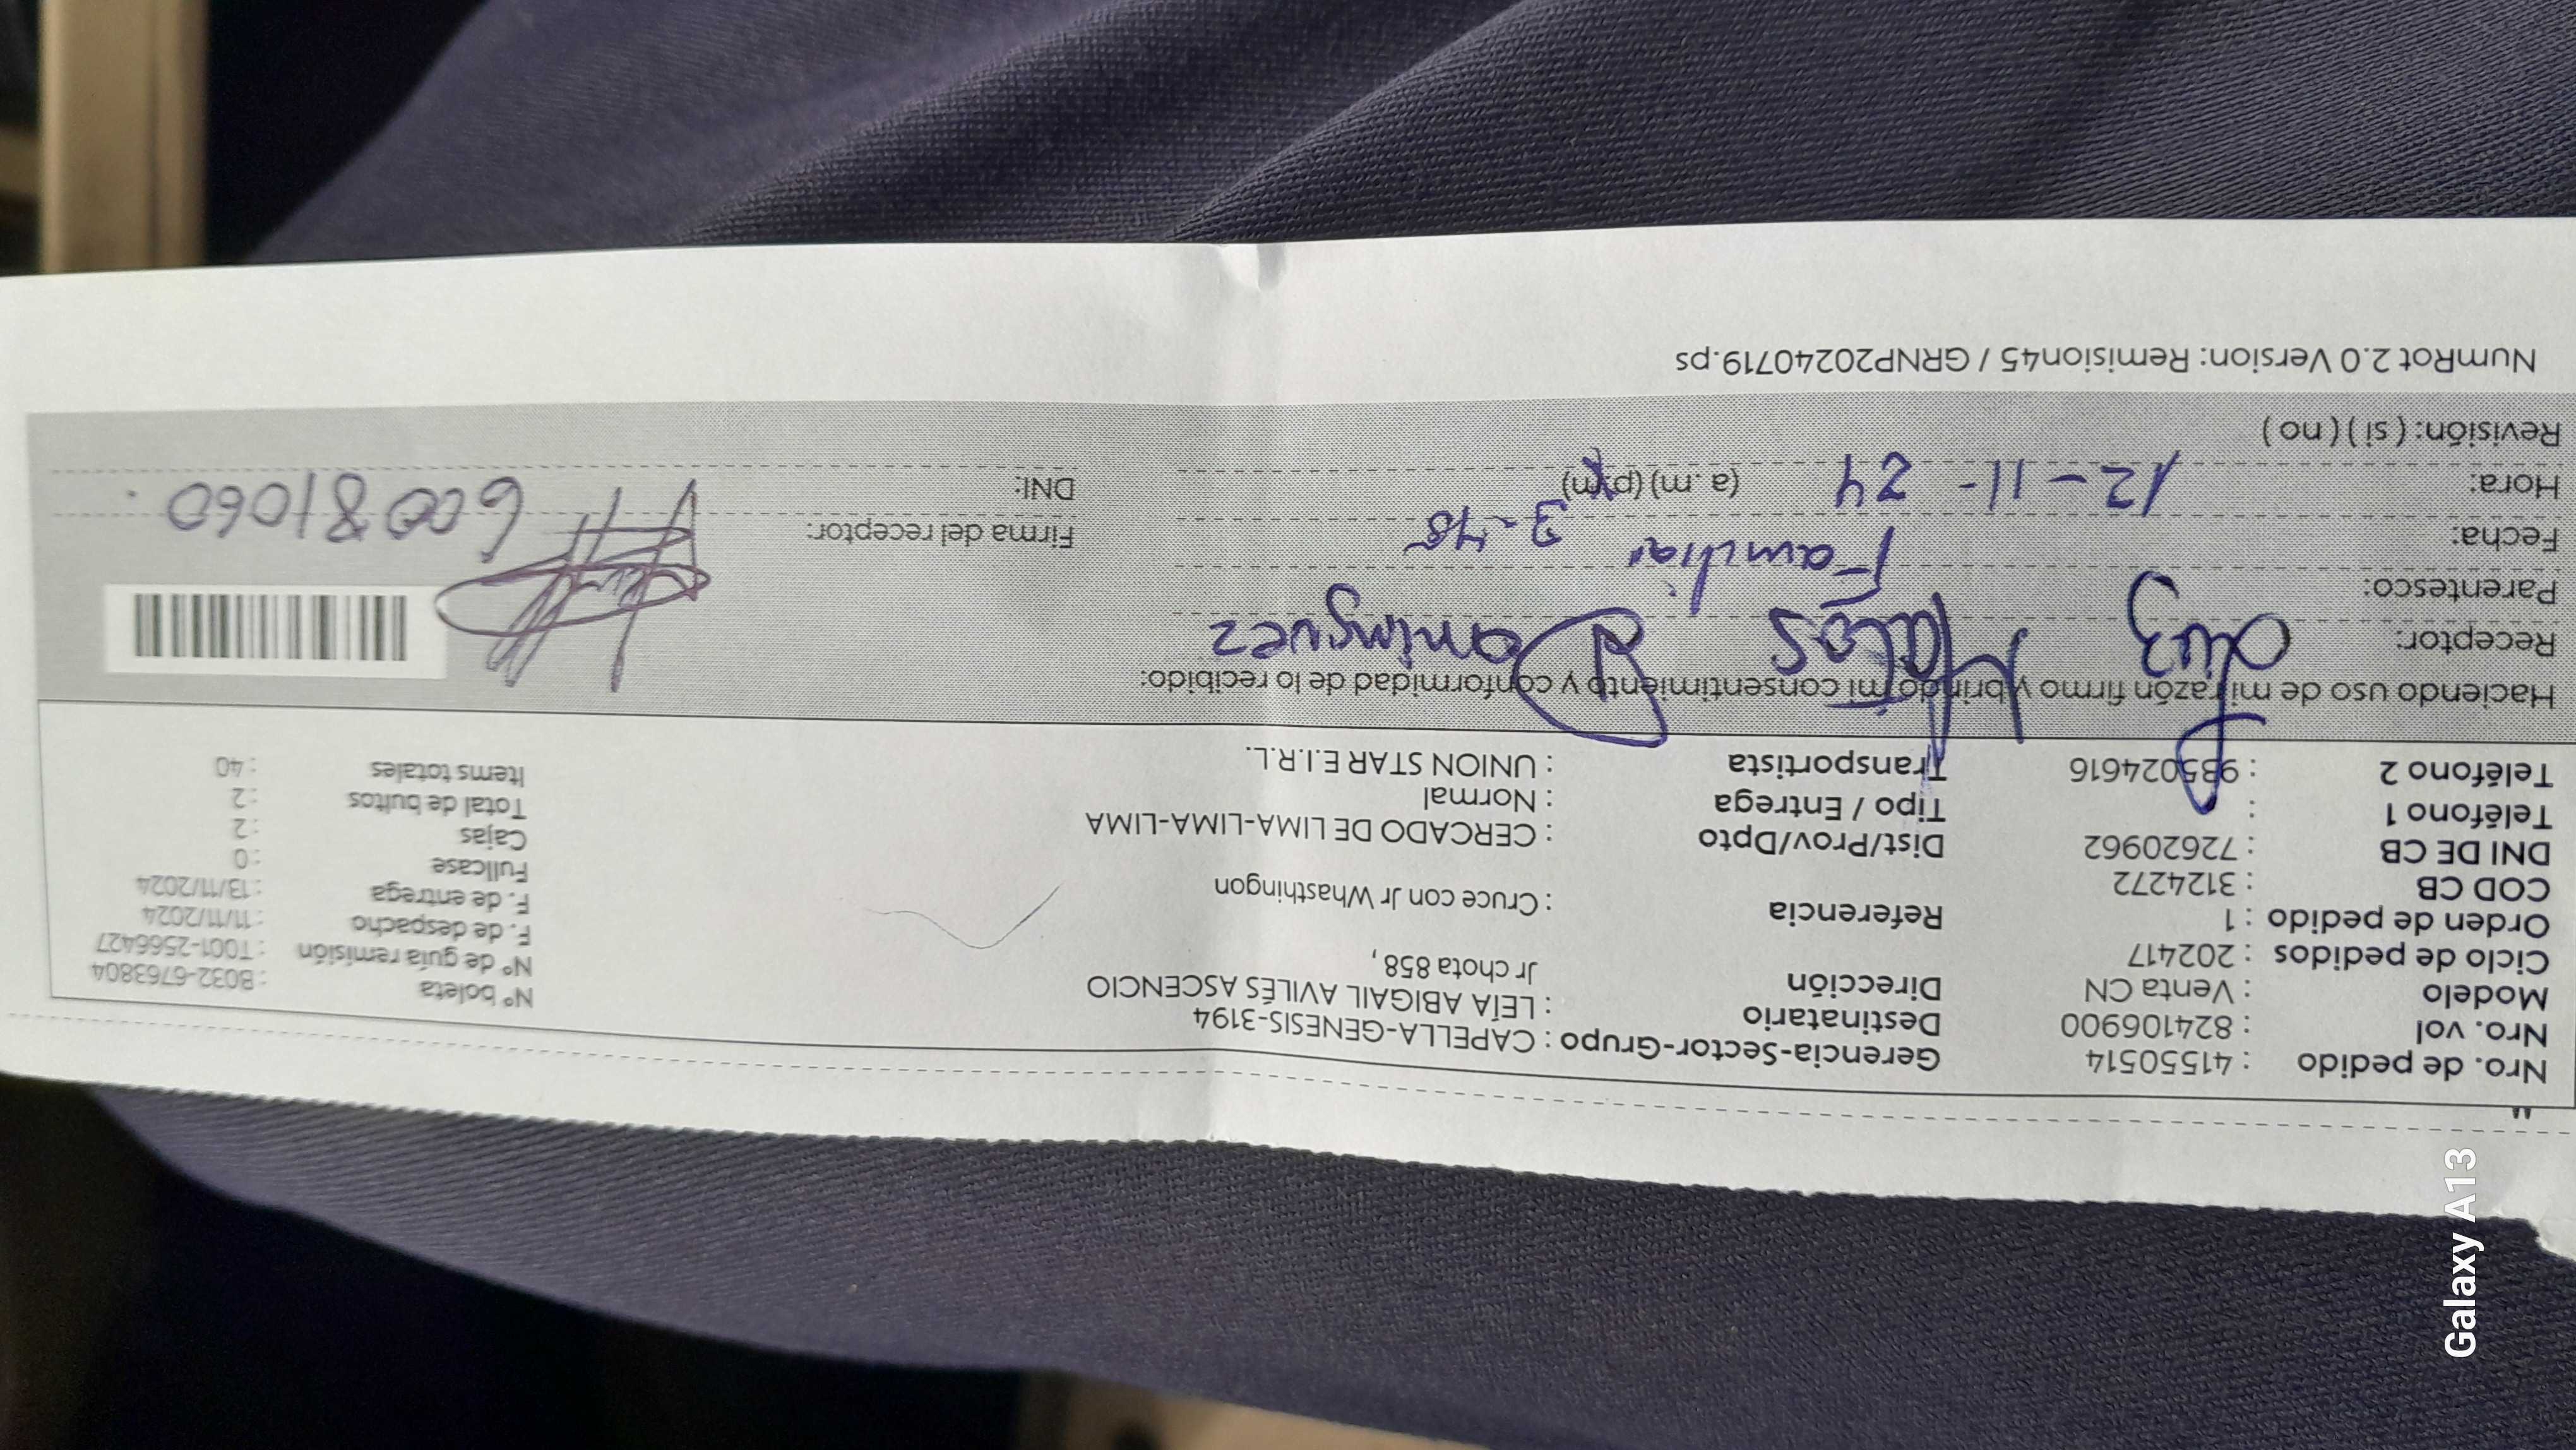 "
Nro. de pedido : 41550514
Nro. vol : 824106900
Modelo : Venta CN
Ciclo de pedidos : 202417
Orden de pedido : 1
COD CB : 3124272
DNI DE CB : 72620962
Teléfono 1 :
Teléfono 2 : 985024616
Gerencia-Sector-Grupo : CAPELLA-GENESIS-3194
Destinatario : LEÍA ABIGAIL AVILÉS ASCENCIO
Dirección Jr chota 858,
Referencia : Cruce con Jr Whasthingon
Dist/Prov/Dpto : CERCADO DE LIMA-LIMA-LIMA
Tipo / Entrega : Normal
Transportista : UNION STAR E.I.R.L.
N° boleta : B032-6763804
N° de guía remisión : T001-2566427
F. de despacho : 11/11/2024
F. de entrega : 13/11/2024
Fullcase : 0
Cajas : 2
Total de bultos : 2
Items totales : 40
Haciendo uso de mi razón firmo y brindo mi consentimiento y conformidad de lo recibido:
Receptor: Luz Dominguez
Parentesco: Familiar
Fecha: 3-48
Hora: 12-11-24 (a.m) (p.m)
Revisión: ( si ) ( no )
Firma del receptor:
DNI: 60081060.
NumRot 2.0 Version: Remision45 / GRNP20240719.ps
Galaxy A13